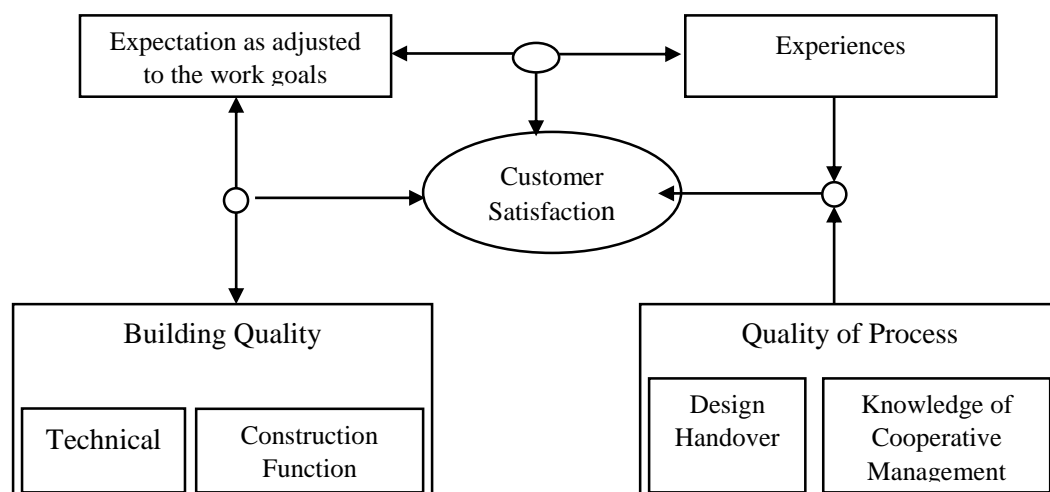 Expectation as adjusted
to the work goals
Experiences
Customer
Satisfaction
Building Quality
Quality of Process
Technical
Construction
Function
Design
Handover
Knowledge of
Cooperative
Management